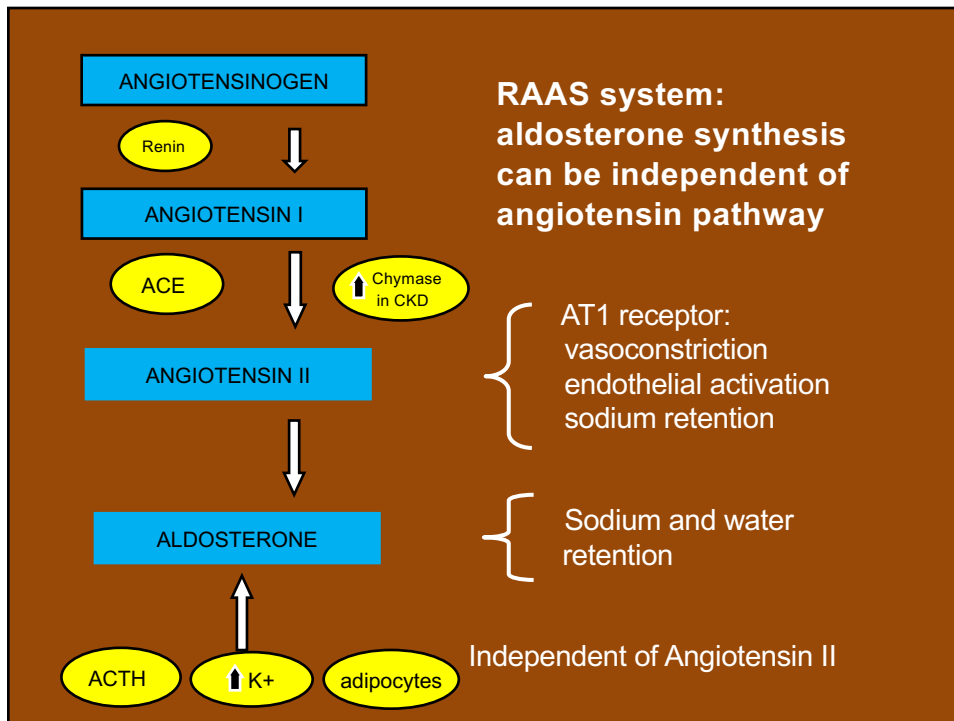 ANGIOTENSINOGEN
RAAS system:
aldosterone synthesis
can be independent of
angiotensin pathway
Renin
ANGIOTENSIN I
ACE
Chymase
in CKD
AT1 receptor:
vasoconstriction
endothelial activation
sodium retention
ANGIOTENSIN II
ALDOSTERONE
Sodium and water
retention
Independent of Angiotensin II
ACTH
K+
adipocytes